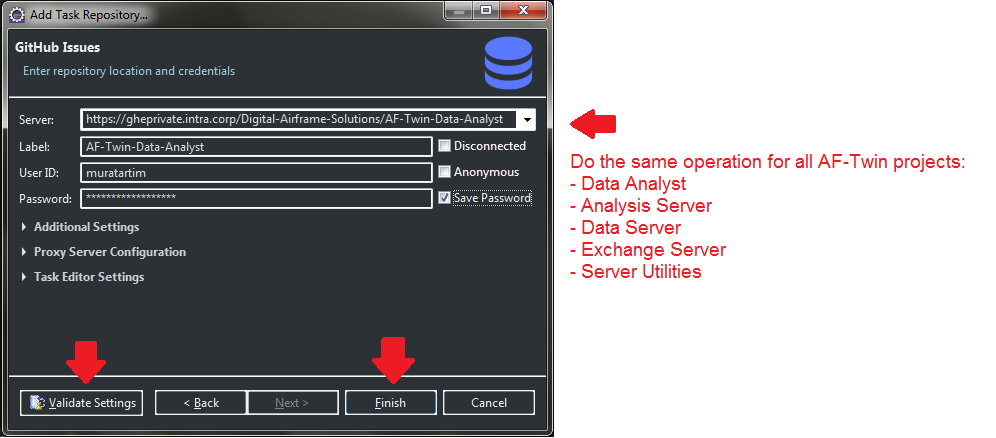 Add Task Repository...
GitHub Issues
Enter repository location and credentials
Server: https://gheprivate.intra.corp/Digital-Airframe-Solutions/AF-Twin-Data-Analyst
Label: AF-Twin-Data-Analyst Disconnected
User ID: muratartim Anonymous
Password: ****************** Save Password
Additional Settings
Proxy Server Configuration
Task Editor Settings
Validate Settings < Back Next > Finish Cancel
Do the same operation for all AF-Twin projects:
- Data Analyst
- Analysis Server
- Data Server
- Exchange Server
- Server Utilities